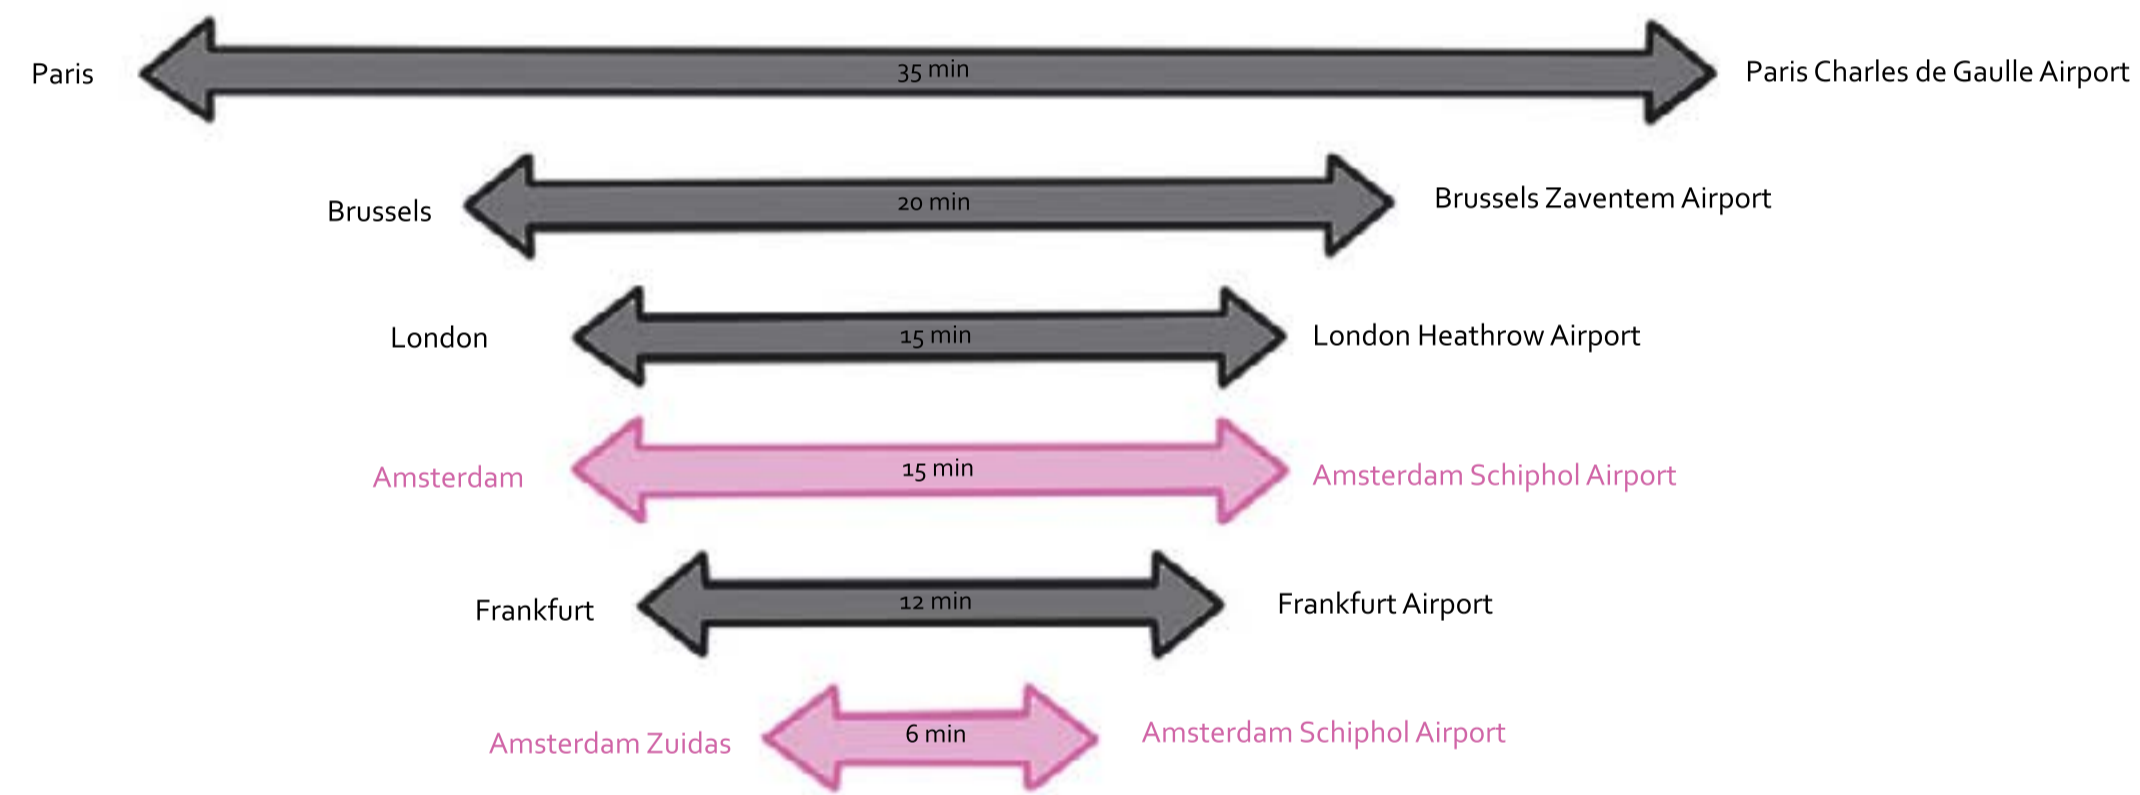 Paris 35 min Paris Charles de Gaulle Airport
Brussels 20 min Brussels Zaventem Airport
London 15 min London Heathrow Airport
Amsterdam 15 min Amsterdam Schiphol Airport
Frankfurt 12 min Frankfurt Airport
Amsterdam Zuidas 6 min Amsterdam Schiphol Airport